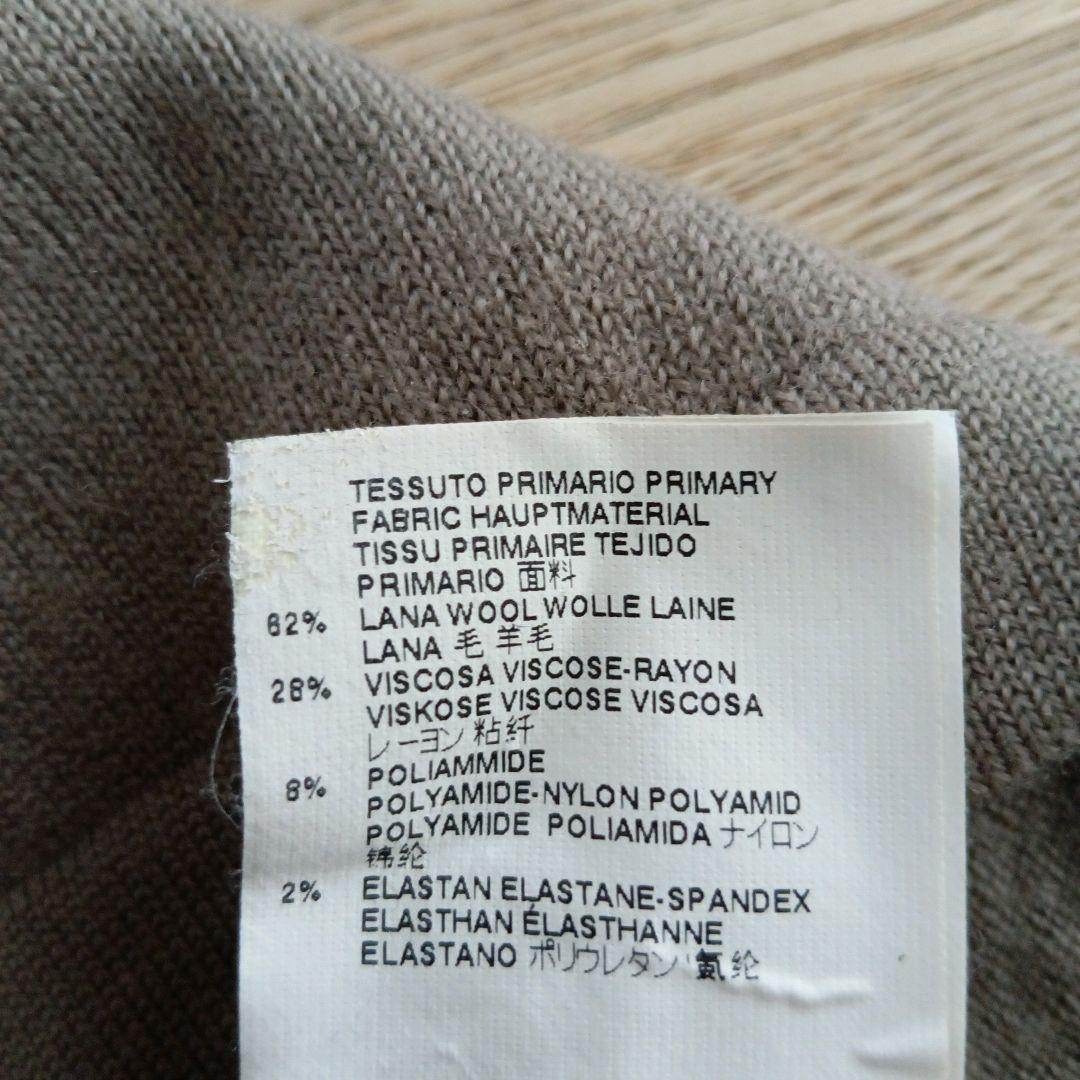 TESSUTO PRIMARIO PRIMARY
FABRIC HAUPTMATERIAL
TISSU PRIMAIRE TEJIDO
PRIMARIO 面料
62% LANA WOOL WOLLE LAINE
LANA 毛 羊毛
28% VISCOSA VISCOSE-RAYON
VISKOSE VISCOSE VISCOSA
レーヨン 粘纤
8% POLIAMMIDE
POLYAMIDE-NYLON POLYAMID
POLYAMIDE POLIAMIDA ナイロン
锦纶
2% ELASTAN ELASTANE-SPANDEX
ELASTHAN ÉLASTHANNE
ELASTANO ポリウレタン 氨纶